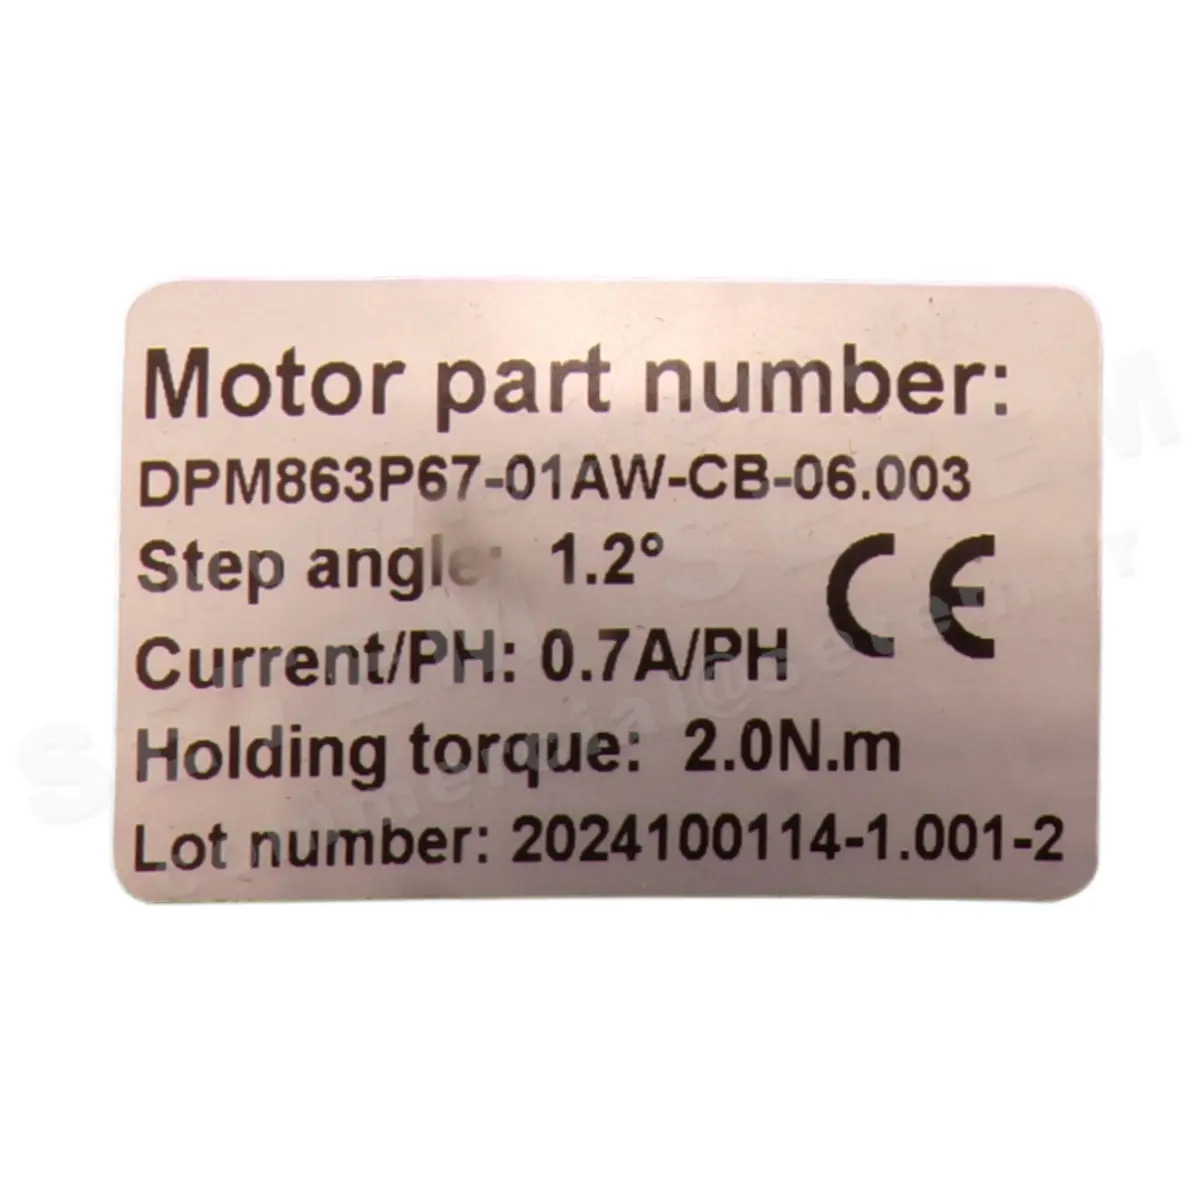 Motor part number:
DPM863P67-01AW-CB-06.003
Step angle: 1.2°
CE
Current/PH: 0.7A/PH
Holding torque: 2.0N.m
Lot number: 2024100114-1.001-2